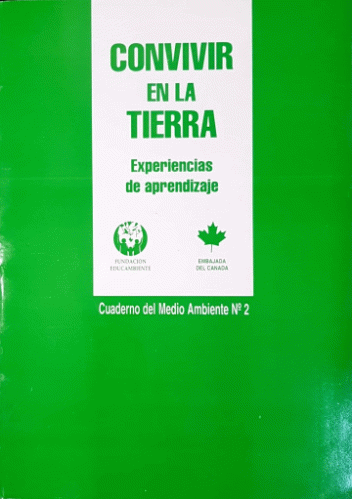 CONVIVIR
EN LA
TIERRA
Experiencias
de aprendizaje
FUNDACION
EDUCAMBIENTE
EMBAJADA
DEL CANADA
Cuaderno del Medio Ambiente Nº 2